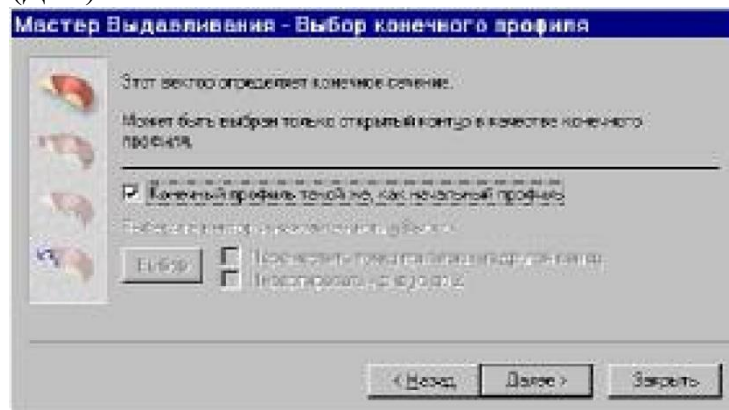 Мастер Выдавливания - Выбор конечного профиля
Этот вектор определяет конечное сечение.
Может быть выбран только открытый контур в качестве конечного
профиля.
Конечный профиль такой же, как начальный профиль
Выбор
< Назад
Далее >
Закрыть